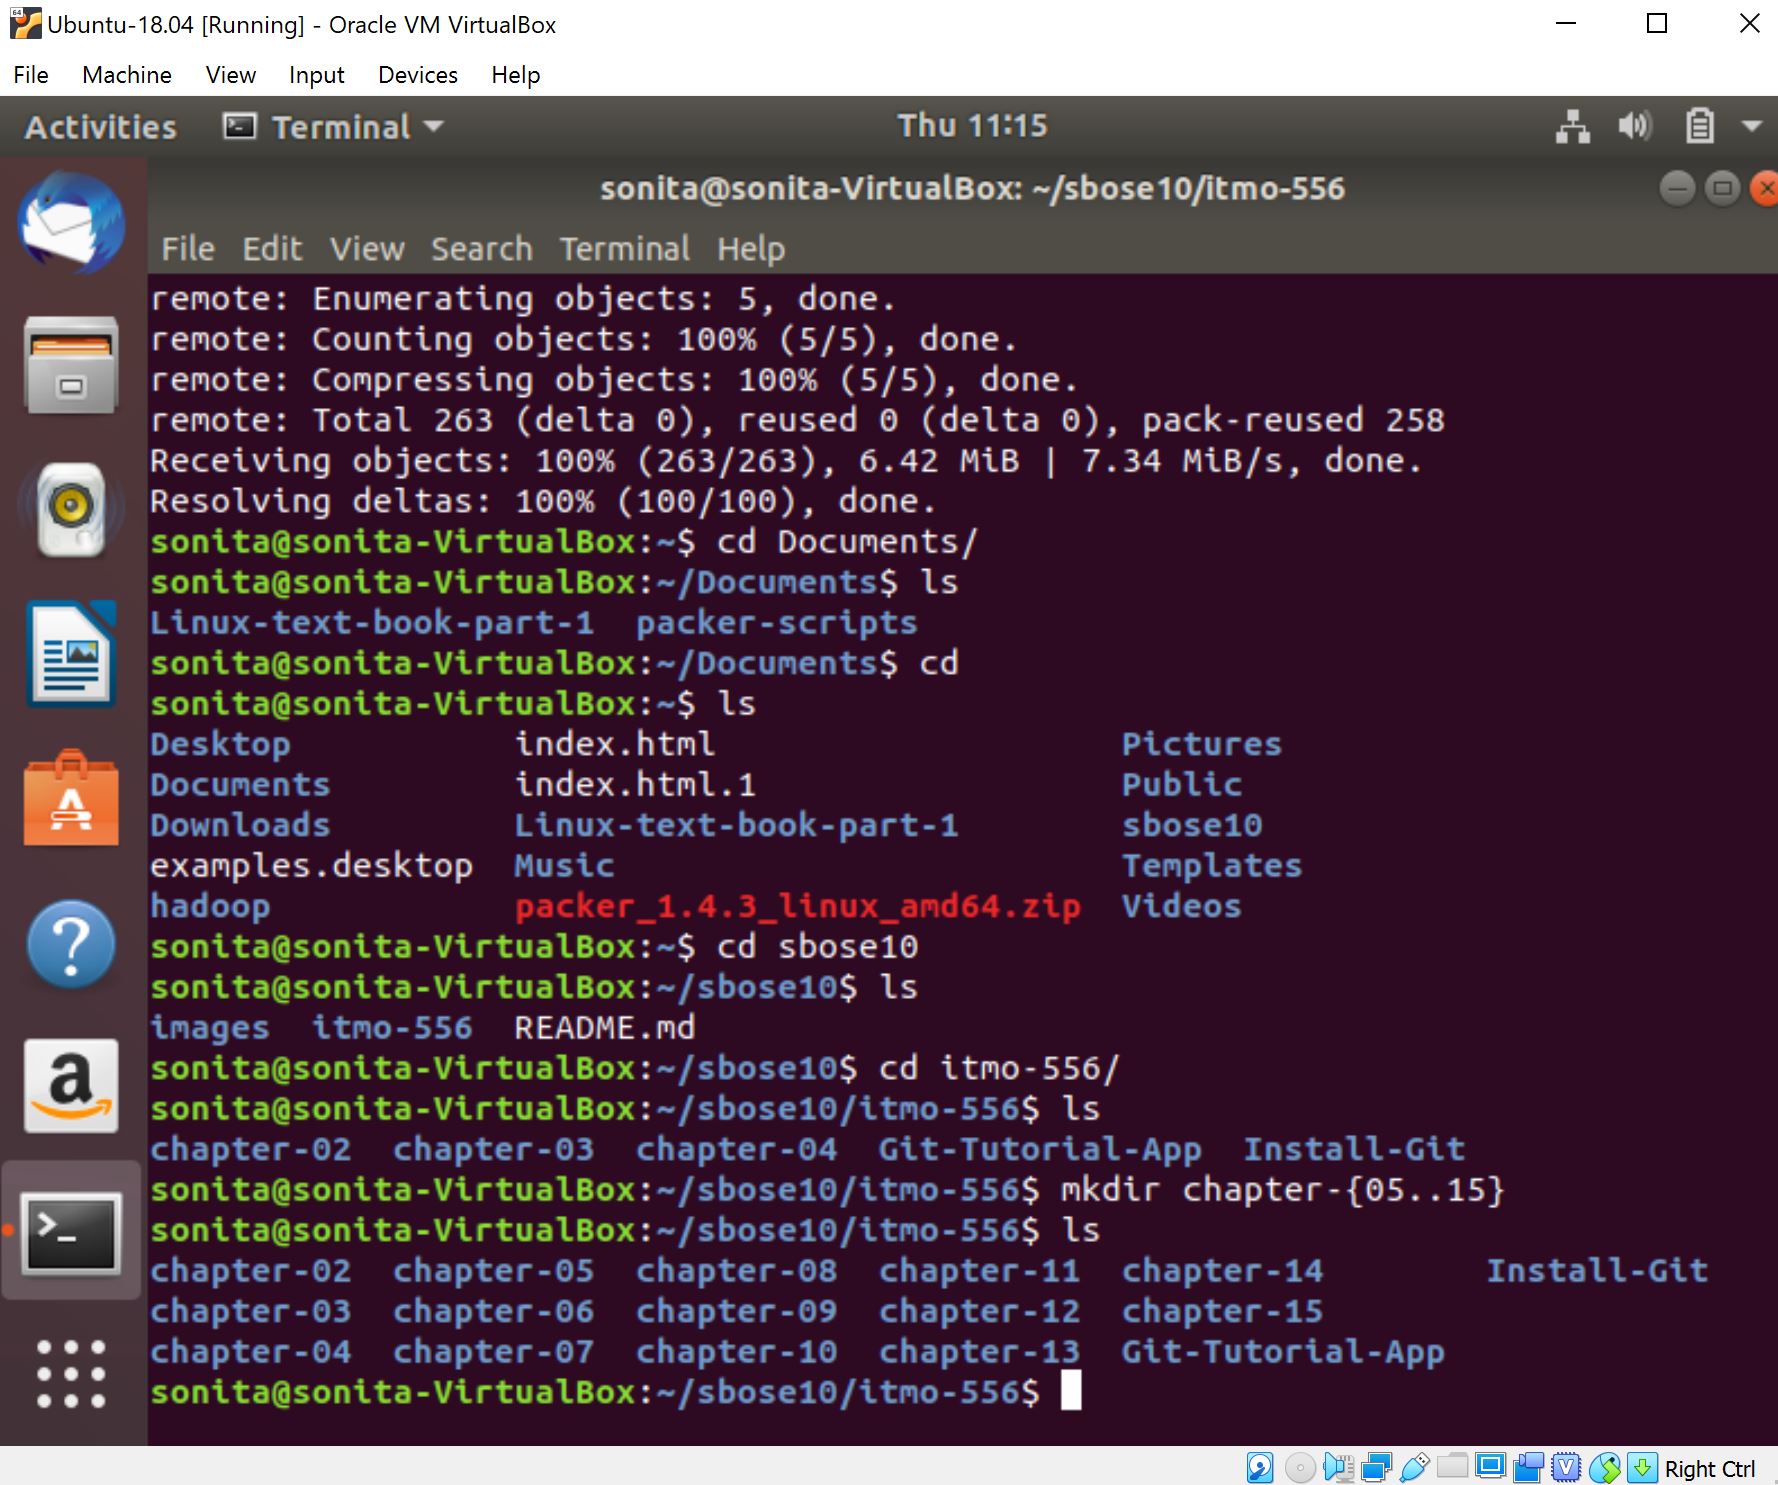 Ubuntu-18.04 [Running] - Oracle VM VirtualBox
File Machine View Input Devices Help
Activities Terminal Thu 11:15
sonita@sonita-VirtualBox: ~/sbose10/itmo-556
File Edit View Search Terminal Help
remote: Enumerating objects: 5, done.
remote: Counting objects: 100% (5/5), done.
remote: Compressing objects: 100% (5/5), done.
remote: Total 263 (delta 0), reused 0 (delta 0), pack-reused 258
Receiving objects: 100% (263/263), 6.42 MiB | 7.34 MiB/s, done.
Resolving deltas: 100% (100/100), done.
sonita@sonita-VirtualBox:~$ cd Documents/
sonita@sonita-VirtualBox:~/Documents$ ls
Linux-text-book-part-1 packer-scripts
sonita@sonita-VirtualBox:~/Documents$ cd
sonita@sonita-VirtualBox:~$ ls
Desktop index.html Pictures
Documents index.html.1 Public
Downloads Linux-text-book-part-1 sbose10
examples.desktop Music Templates
hadoop packer_1.4.3_linux_amd64.zip Videos
sonita@sonita-VirtualBox:~$ cd sbose10
sonita@sonita-VirtualBox:~/sbose10$ ls
images itmo-556 README.md
sonita@sonita-VirtualBox:~/sbose10$ cd itmo-556/
sonita@sonita-VirtualBox:~/sbose10/itmo-556$ ls
chapter-02 chapter-03 chapter-04 Git-Tutorial-App Install-Git
sonita@sonita-VirtualBox:~/sbose10/itmo-556$ mkdir chapter-{05..15}
sonita@sonita-VirtualBox:~/sbose10/itmo-556$ ls
chapter-02 chapter-05 chapter-08 chapter-11 chapter-14 Install-Git
chapter-03 chapter-06 chapter-09 chapter-12 chapter-15
chapter-04 chapter-07 chapter-10 chapter-13 Git-Tutorial-App
sonita@sonita-VirtualBox:~/sbose10/itmo-556$
Right Ctrl